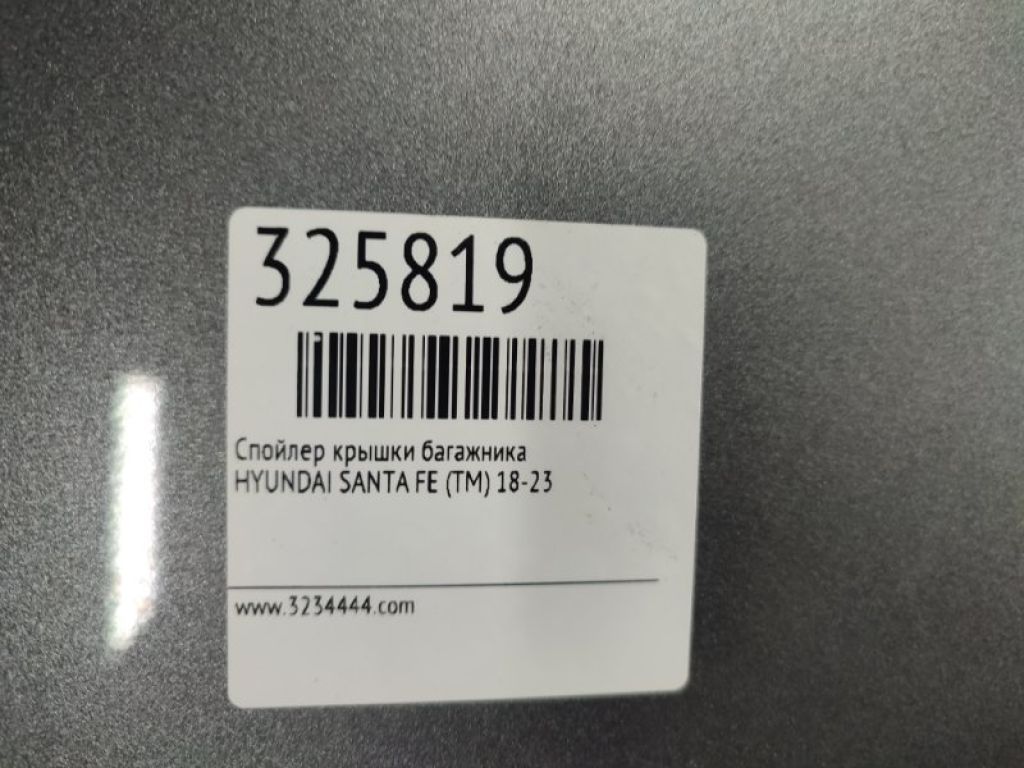 325819
Спойлер крышки багажника
HYUNDAI SANTA FE (TM) 18-23
www.3234444.com